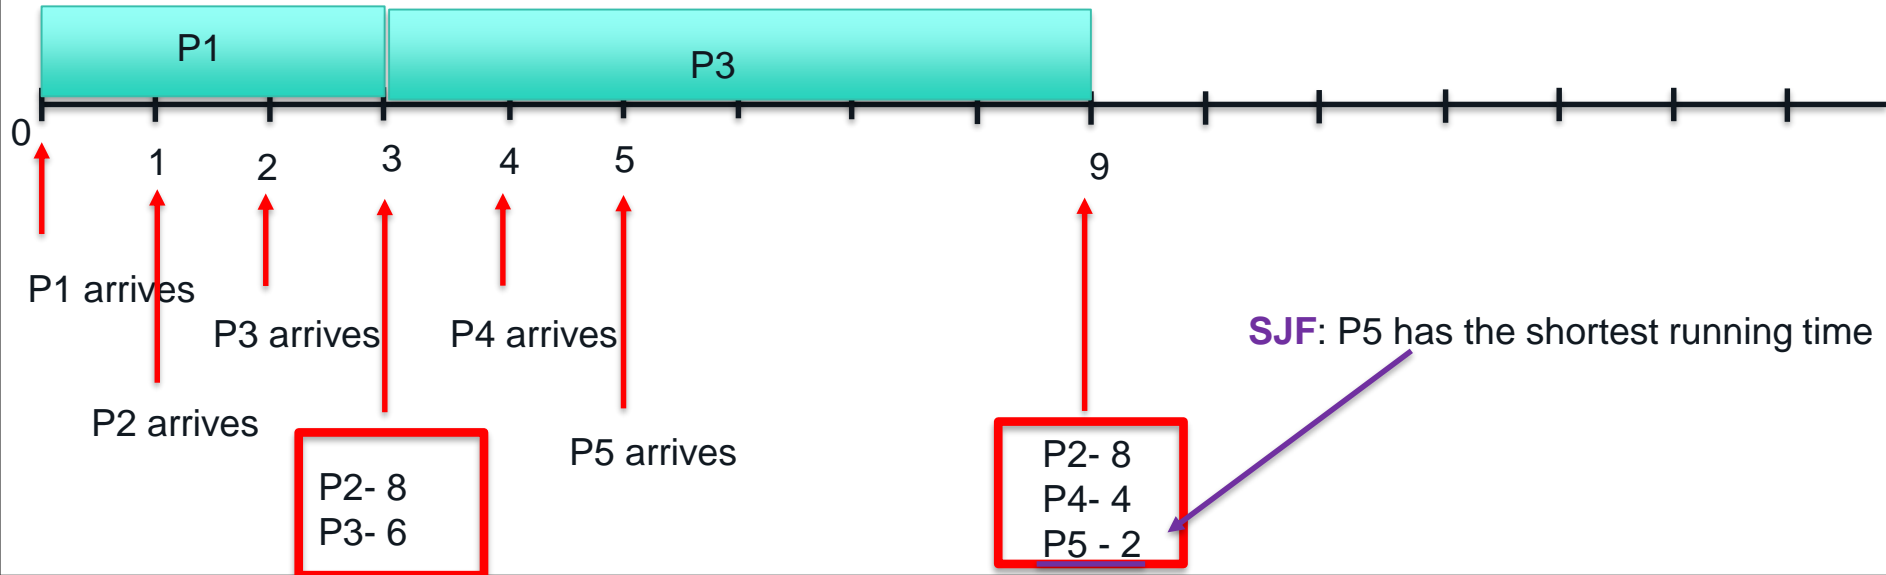 P1
P3
0
1
2
3
4
5
9
P1 arrives
P3 arrives
P4 arrives
SJF: P5 has the shortest running time
P2 arrives
P5 arrives
P2- 8
P3- 6
P2- 8
P4- 4
P5 - 2